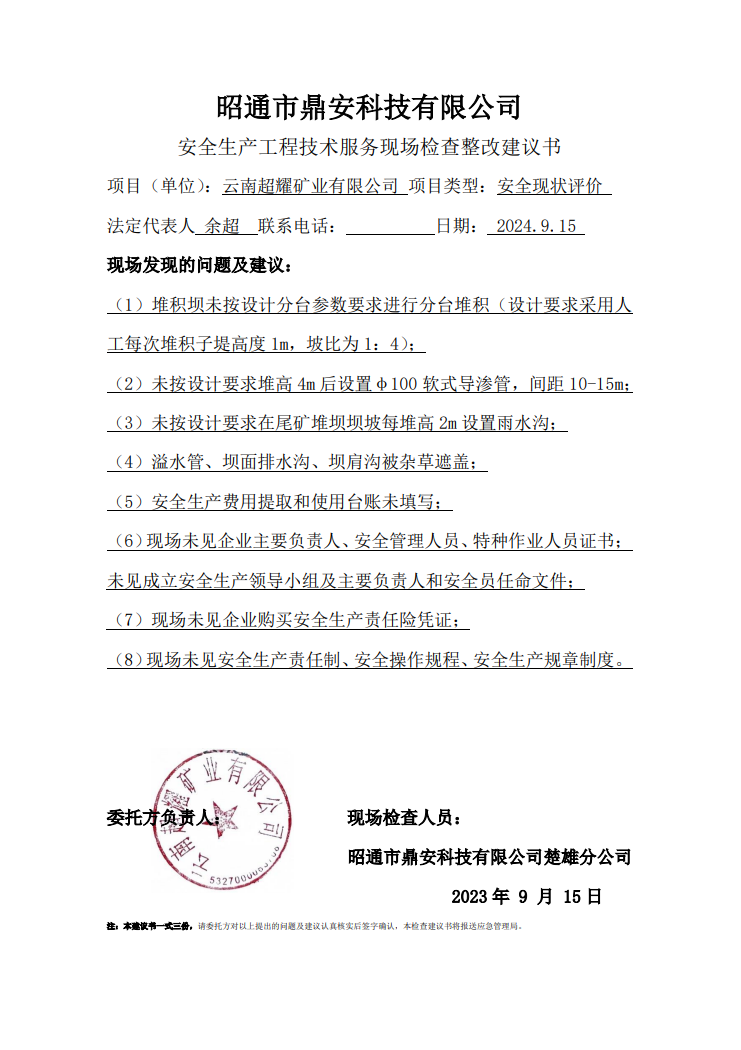 昭通市鼎安科技有限公司
安全生产工程技术服务现场检查整改建议书
项目（单位）：云南超耀矿业有限公司 项目类型：安全现状评价
法定代表人 余超 联系电话： 日期： 2024.9.15
现场发现的问题及建议：
（1）堆积坝未按设计分台参数要求进行分台堆积（设计要求采用人
工每次堆积子堤高度 1m，坡比为 1：4）；
（2）未按设计要求堆高 4m 后设置φ100 软式导渗管，间距 10-15m；
（3）未按设计要求在尾矿堆坝坝坡每堆高 2m 设置雨水沟；
（4）溢水管、坝面排水沟、坝肩沟被杂草遮盖；
（5）安全生产费用提取和使用台账未填写；
（6）现场未见企业主要负责人、安全管理人员、特种作业人员证书；
未见成立安全生产领导小组及主要负责人和安全员任命文件；
（7）现场未见企业购买安全生产责任险凭证；
（8）现场未见安全生产责任制、安全操作规程、安全生产规章制度。
云南超耀矿业有限公司
委托方负责人： 现场检查人员：
昭通市鼎安科技有限公司楚雄分公司
2023 年 9 月 15 日
注：本建议书一式三份，请委托方对以上提出的问题及建议认真核实后签字确认，本检查建议书将报送应急管理局。